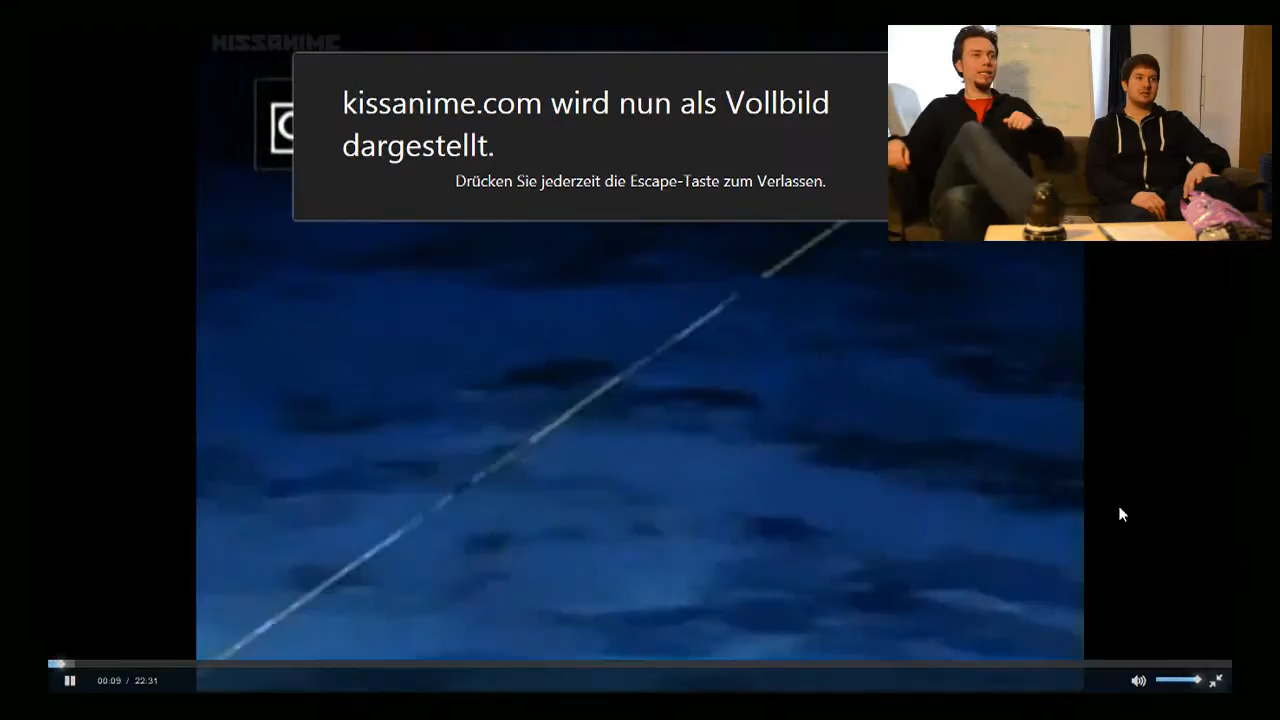 KISSANIME
kissanime.com wird nun als Vollbild
dargestellt.
Drücken Sie jederzeit die Escape-Taste zum Verlassen.
00:09 / 22:31